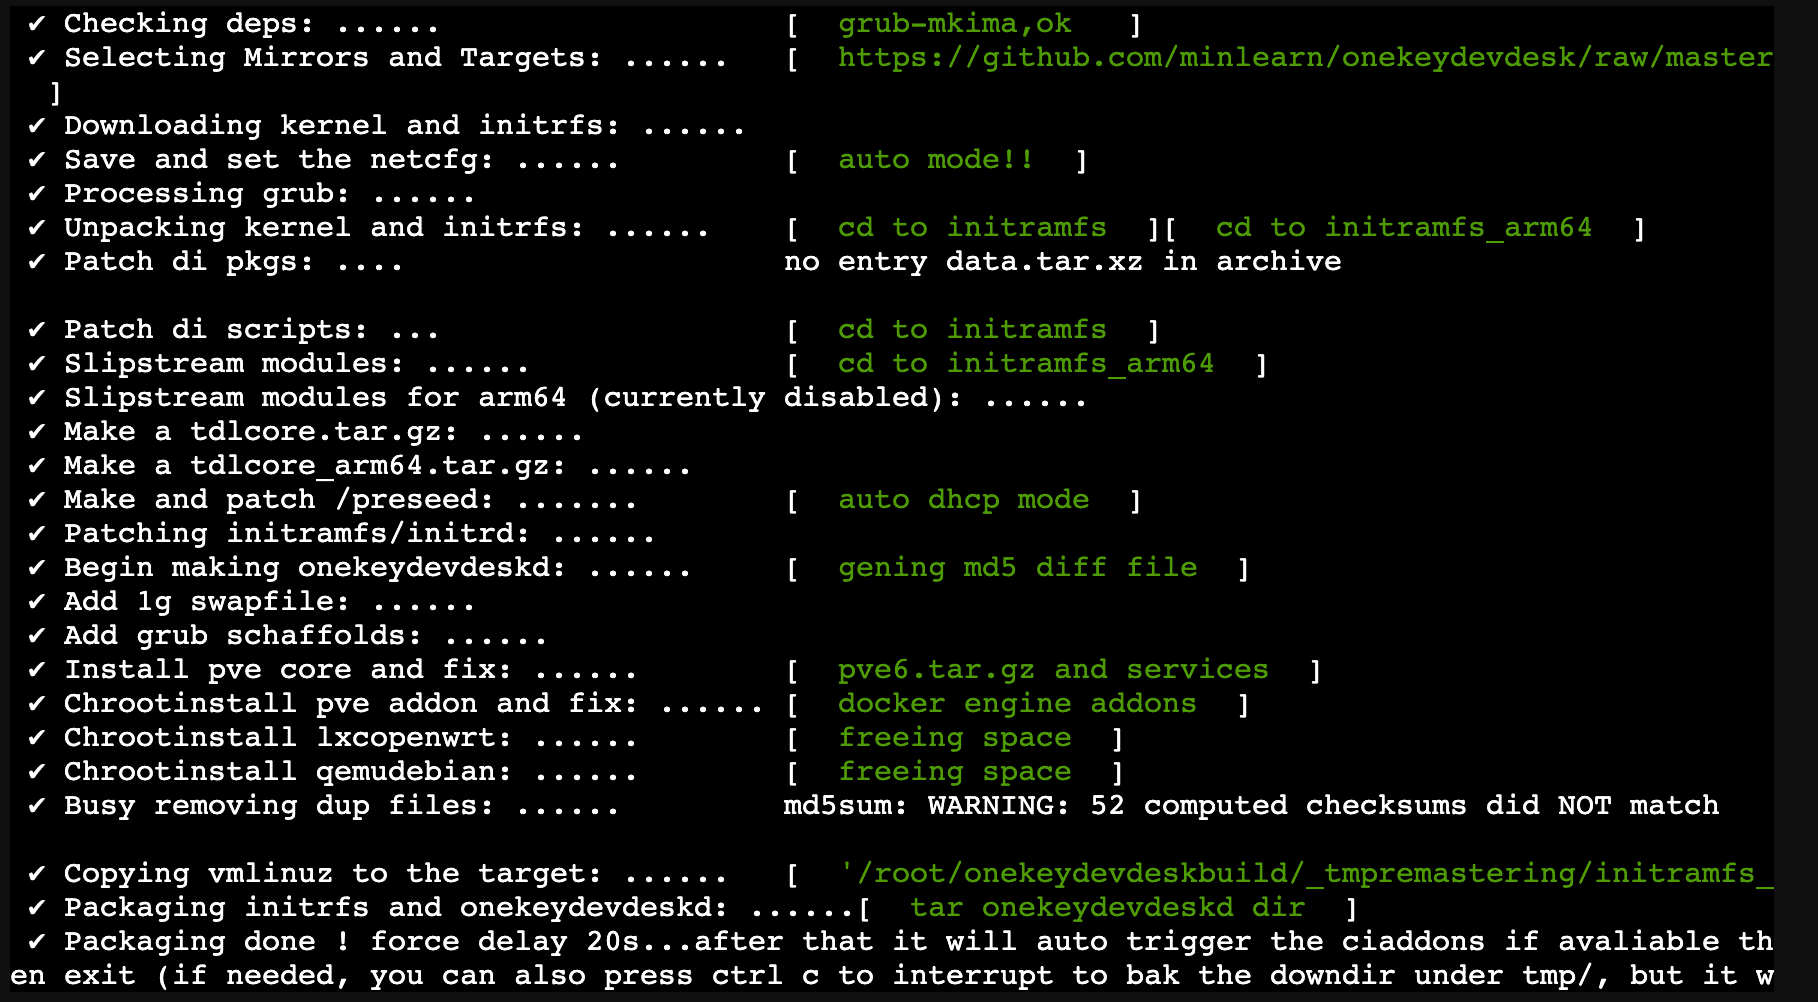 ✔ Checking deps: ...... [ grub-mkima,ok ]
✔ Selecting Mirrors and Targets: ...... [ https://github.com/minlearn/onekeydevdesk/raw/master
]
✔ Downloading kernel and initrfs: ......
✔ Save and set the netcfg: ...... [ auto mode!! ]
✔ Processing grub: ......
✔ Unpacking kernel and initrfs: ...... [ cd to initramfs ][ cd to initramfs_arm64 ]
✔ Patch di pkgs: .... no entry data.tar.xz in archive
✔ Patch di scripts: ... [ cd to initramfs ]
✔ Slipstream modules: ...... [ cd to initramfs_arm64 ]
✔ Slipstream modules for arm64 (currently disabled): ......
✔ Make a tdlcore.tar.gz: ......
✔ Make a tdlcore_arm64.tar.gz: ......
✔ Make and patch /preseed: ....... [ auto dhcp mode ]
✔ Patching initramfs/initrd: ......
✔ Begin making onekeydevdeskd: ...... [ gening md5 diff file ]
✔ Add 1g swapfile: ......
✔ Add grub schaffolds: ......
✔ Install pve core and fix: ...... [ pve6.tar.gz and services ]
✔ Chrootinstall pve addon and fix: ...... [ docker engine addons ]
✔ Chrootinstall lxcopenwrt: ...... [ freeing space ]
✔ Chrootinstall qemudebian: ...... [ freeing space ]
✔ Busy removing dup files: ...... md5sum: WARNING: 52 computed checksums did NOT match
✔ Copying vmlinuz to the target: ...... [ '/root/onekeydevdeskbuild/_tmpremastering/initramfs_
✔ Packaging initrfs and onekeydevdeskd: ......[ tar onekeydevdeskd dir ]
✔ Packaging done ! force delay 20s...after that it will auto trigger the ciaddons if avaliable th
en exit (if needed, you can also press ctrl c to interrupt to bak the downdir under tmp/, but it w